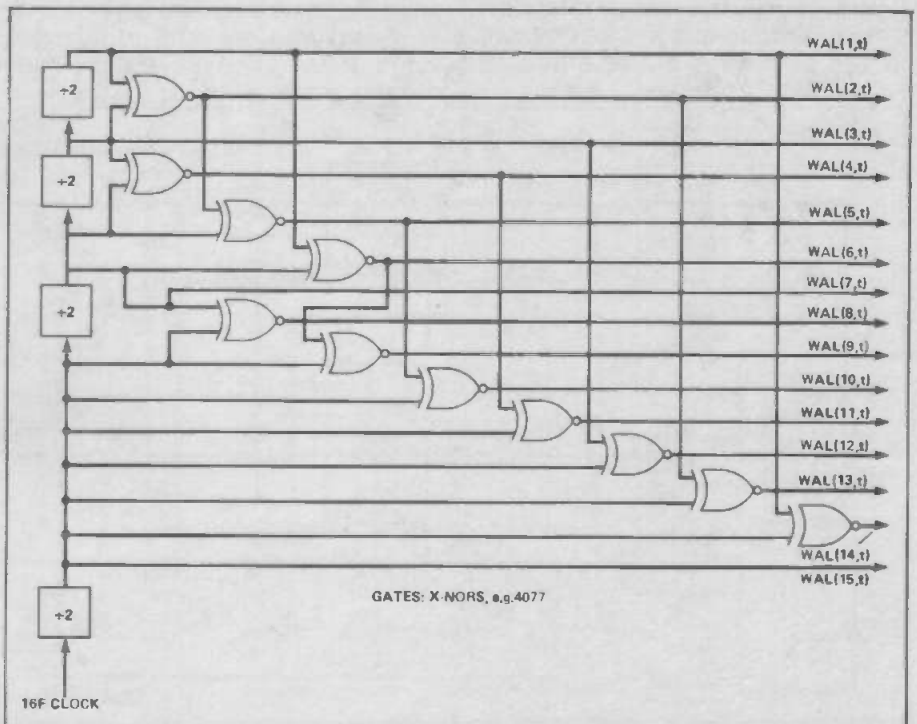 WAL(1,t)
÷2
WAL(2,t)
WAL(3,t)
÷2
WAL(4,t)
WAL(5,t)
WAL(6,t)
WAL(7,t)
÷2
WAL(8,t)
WAL(9,t)
WAL(10,t)
WAL(11,t)
WAL(12,t)
WAL(13,t)
WAL(14,t)
WAL(15,t)
÷2
GATES: X-NORS, e,g.4077
16F CLOCK